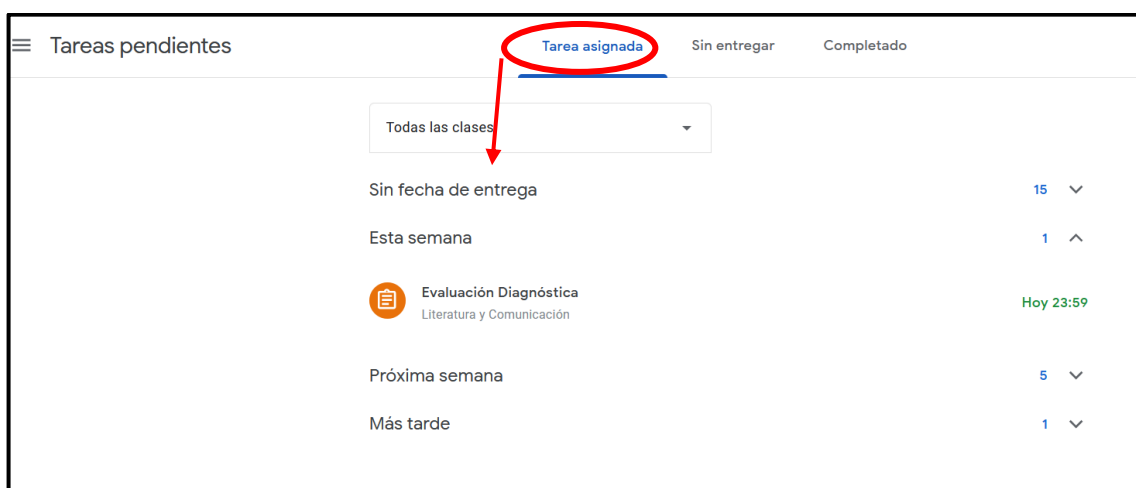 Tareas pendientes
Tarea asignada
Sin entregar
Completado
Todas las clases
Sin fecha de entrega 15
Esta semana 1
Evaluación Diagnóstica
Literatura y Comunicación
Hoy 23:59
Próxima semana 5
Más tarde 1